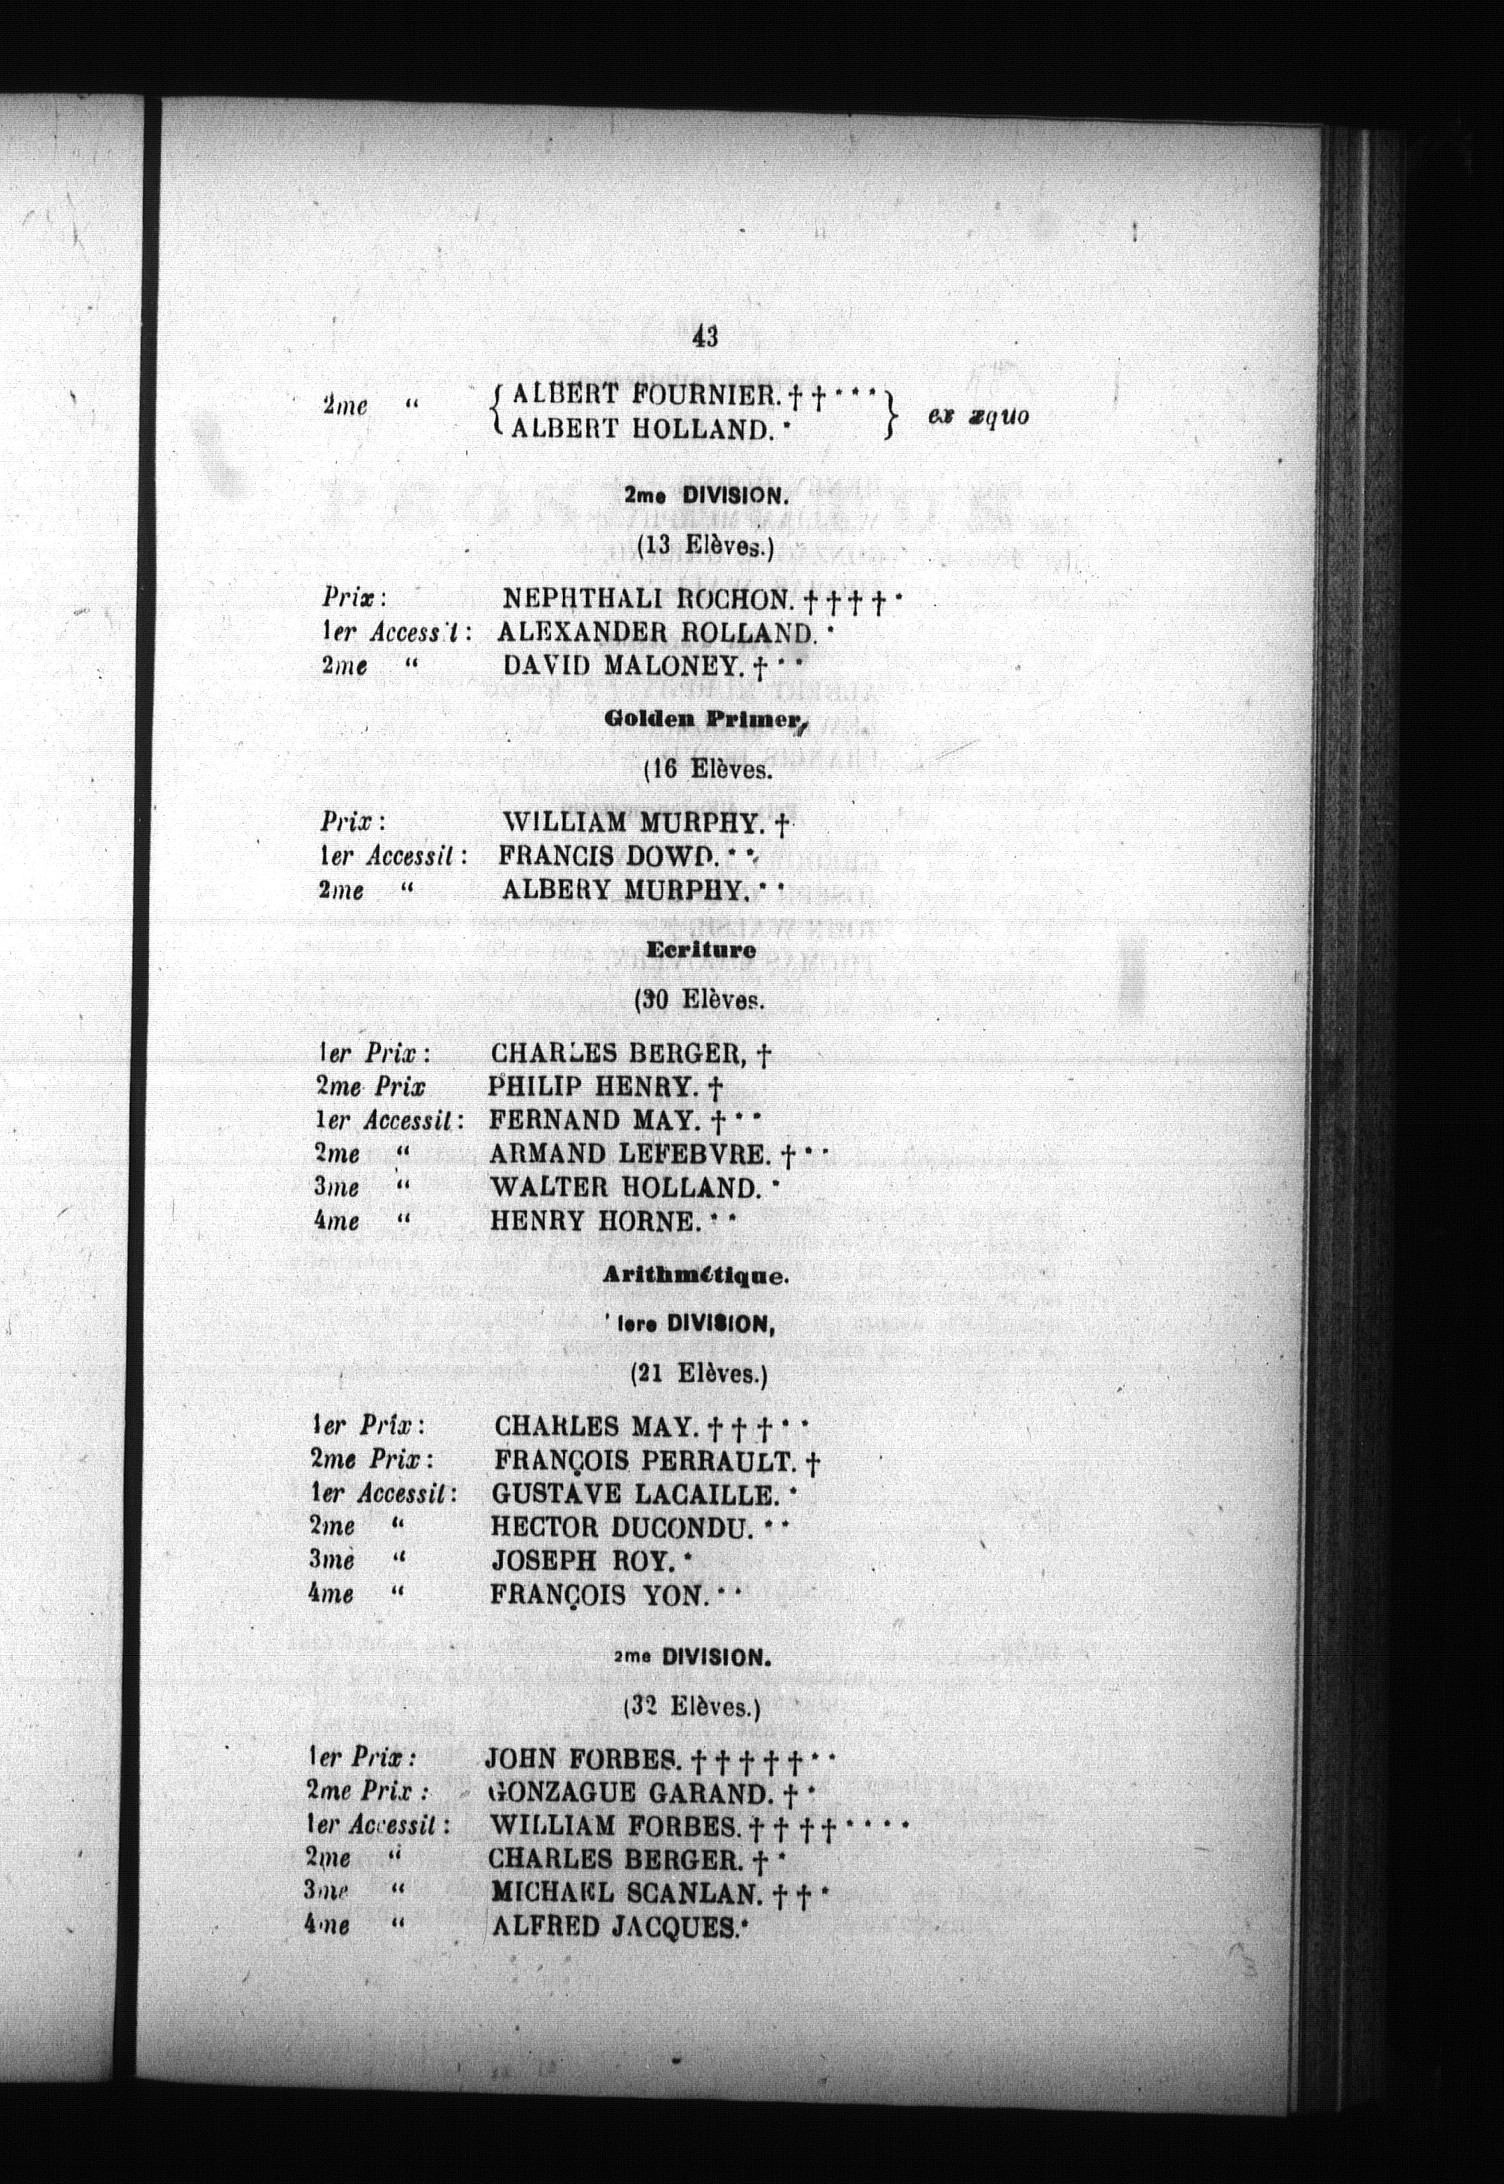 43
2me " { ALBERT FOURNIER. † † * * * } ex æquo
ALBERT HOLLAND. *
2me DIVISION.
(13 Elèves.)
Prix: NEPHTHALI ROCHON. † † † † *
1er Access't: ALEXANDER ROLLAND. *
2me " DAVID MALONEY. † * *
Golden Primer,
(16 Elèves.
Prix: WILLIAM MURPHY. †
1er Accessit: FRANCIS DOWD. * *
2me " ALBERY MURPHY. * *
Ecriture
(30 Elèves.
1er Prix: CHARLES BERGER, †
2me Prix PHILIP HENRY. †
1er Accessit: FERNAND MAY. † * *
2me " ARMAND LEFEBVRE. † * *
3me " WALTER HOLLAND. *
4me " HENRY HORNE. * *
Arithmétique.
1ere DIVISION,
(21 Elèves.)
1er Prix: CHARLES MAY. † † † * *
2me Prix: FRANÇOIS PERRAULT. †
1er Accessit: GUSTAVE LACAILLE. *
2me " HECTOR DUCONDU. * *
3me " JOSEPH ROY. *
4me " FRANÇOIS YON. * *
2me DIVISION.
(32 Elèves.)
1er Prix: JOHN FORBES. † † † † † * *
2me Prix: GONZAGUE GARAND. † *
1er Accessit: WILLIAM FORBES. † † † † * * * *
2me " CHARLES BERGER. † *
3me " MICHAEL SCANLAN. † † *
4me " ALFRED JACQUES. *